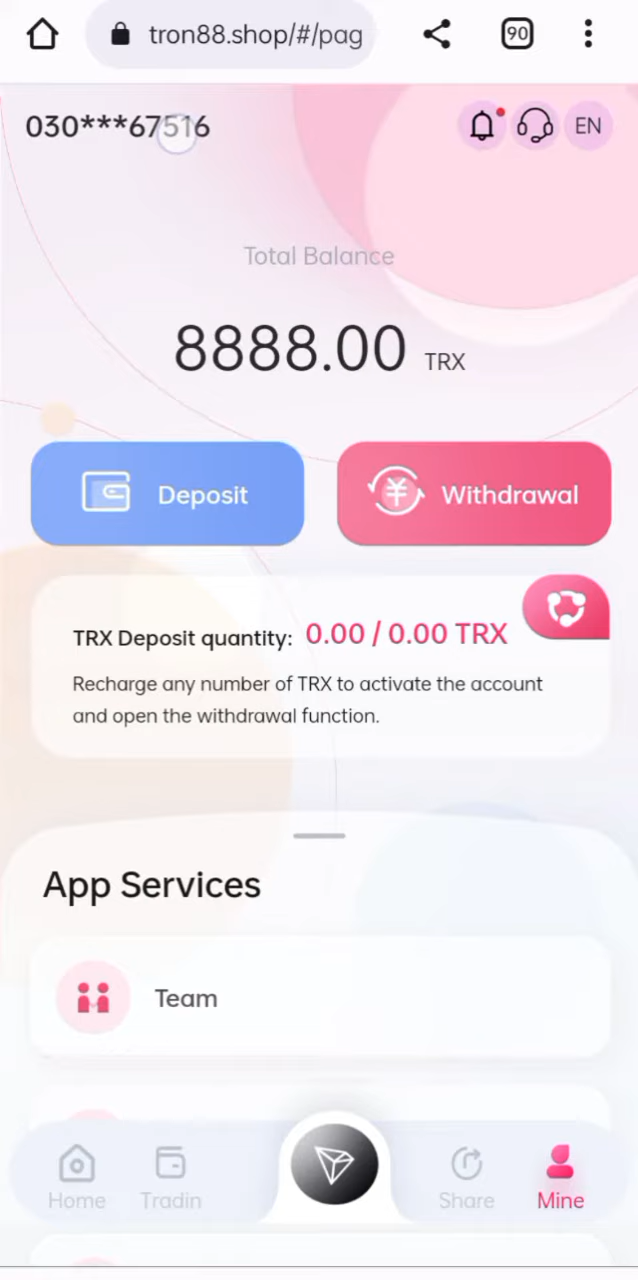 tron88.shop/#/pag
90
030***67516
EN
Total Balance
8888.00 TRX
Deposit
Withdrawal
TRX Deposit quantity: 0.00 / 0.00 TRX
Recharge any number of TRX to activate the account
and open the withdrawal function.
App Services
Team
Home
Tradin
Share
Mine